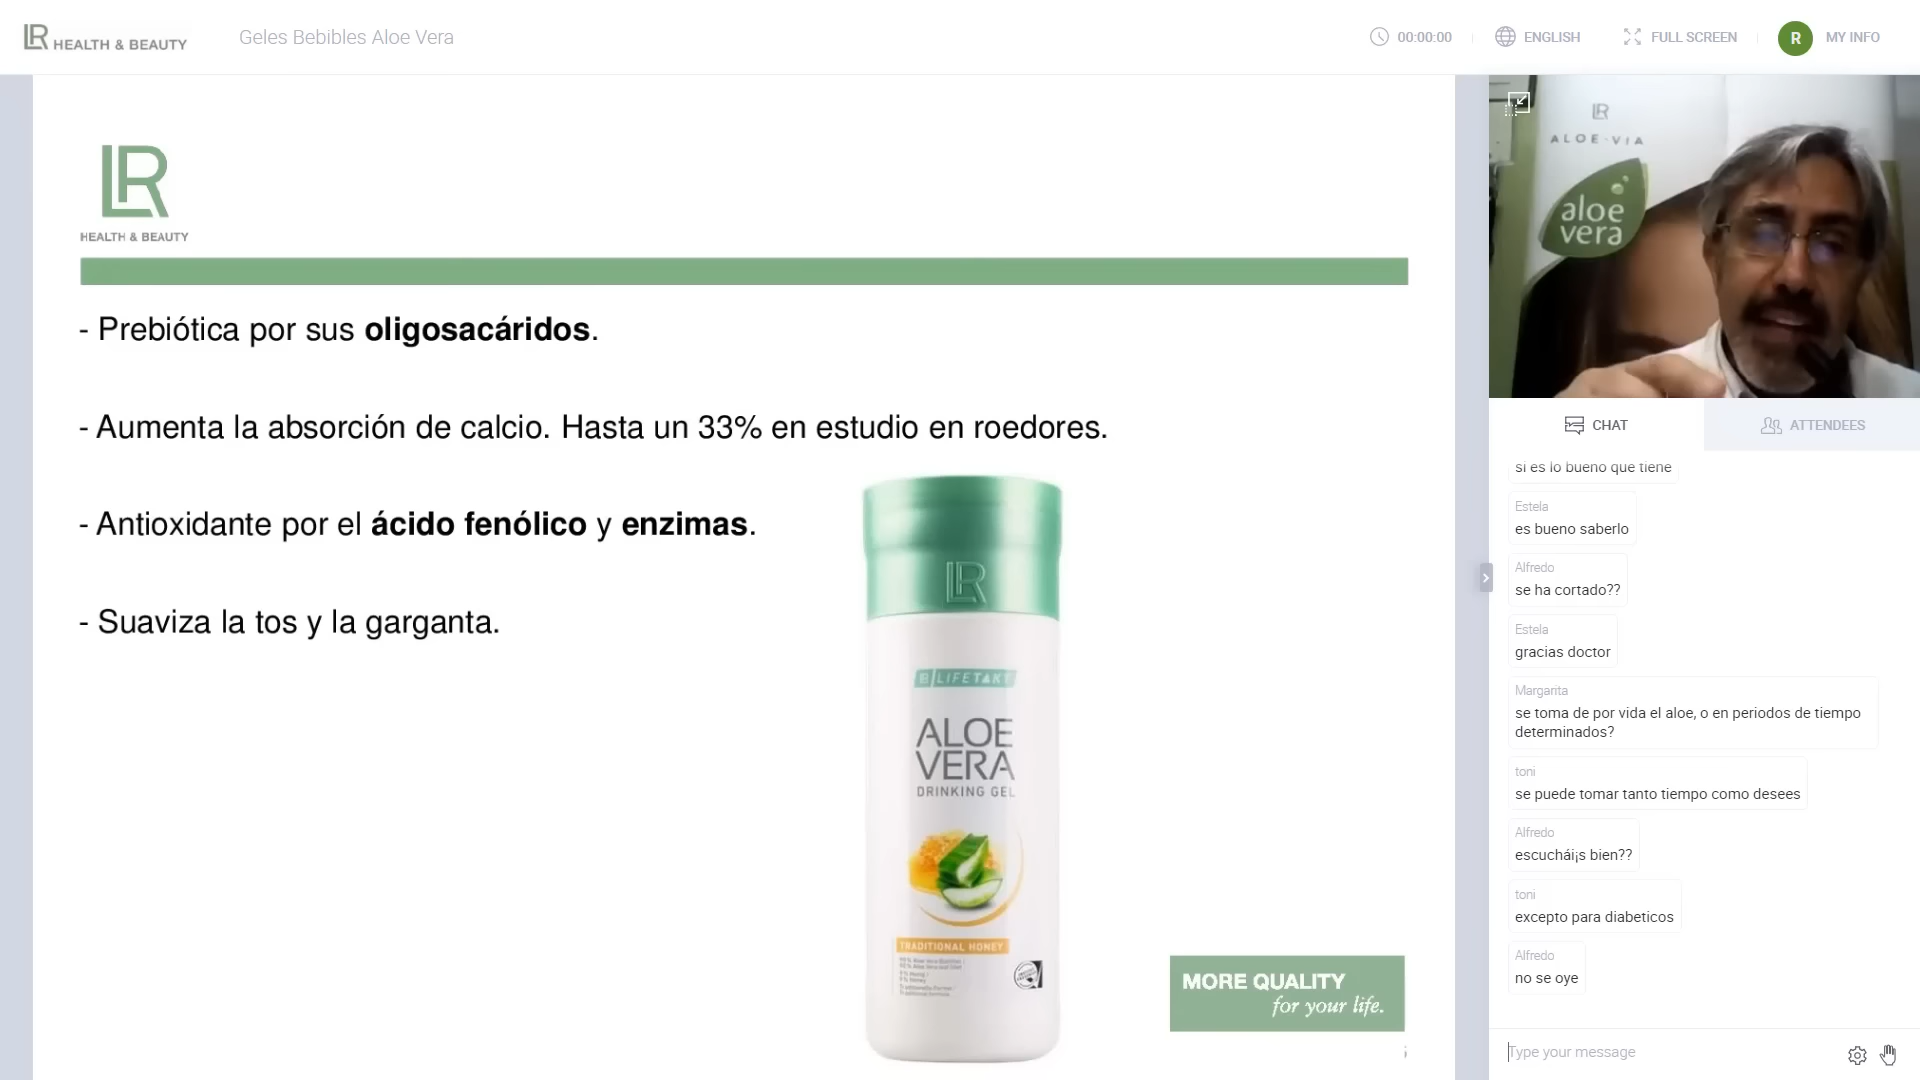 LR HEALTH & BEAUTY
Geles Bebibles Aloe Vera
00:00:00
ENGLISH
FULL SCREEN
R
MY INFO
LR
HEALTH & BEAUTY
- Prebiótica por sus oligosacáridos.
- Aumenta la absorción de calcio. Hasta un 33% en estudio en roedores.
- Antioxidante por el ácido fenólico y enzimas.
- Suaviza la tos y la garganta.
LR
LIFETAKT
ALOE
VERA
DRINKING GEL
TRADITIONAL HONEY
MORE QUALITY
for your life.
LR
ALOE·VIA
aloe
vera
CHAT
ATTENDEES
si es lo bueno que tiene
Estela
es bueno saberlo
Alfredo
se ha cortado??
Estela
gracias doctor
Margarita
se toma de por vida el aloe, o en periodos de tiempo
determinados?
toni
se puede tomar tanto tiempo como desees
Alfredo
escuchái¡s bien??
toni
excepto para diabeticos
Alfredo
no se oye
Type your message